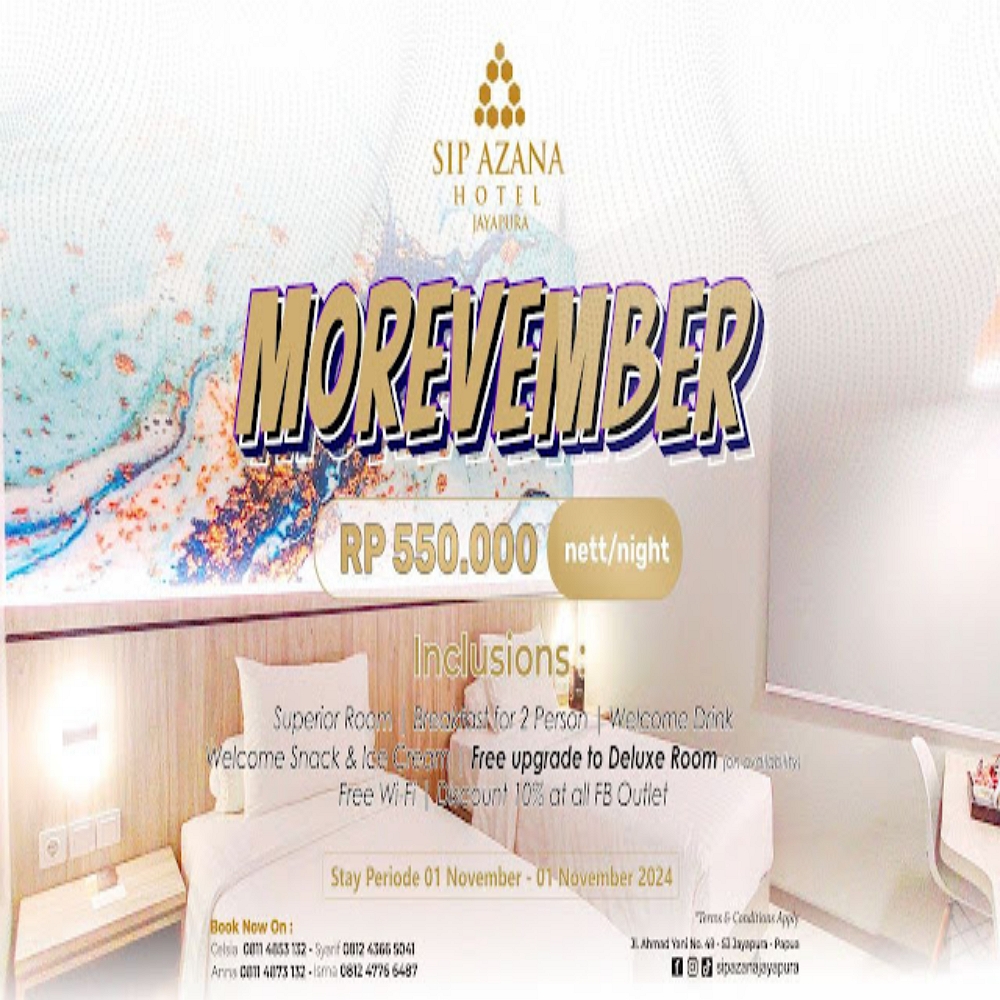 SIP AZANA
HOTEL
JAYAPURA
MOREVEMBER
RP 550.000 nett/night
Inclusions :
Superior Room | Breakfast for 2 Person | Welcome Drink
Welcome Snack & Ice Cream | Free upgrade to Deluxe Room (on availability)
Free Wi-Fi | Discount 10% at all FB Outlet
Stay Periode 01 November - 01 November 2024
*Terms & Conditions Apply
Book Now On :
Celsia 0811 4853 132 - Syarif 0812 4366 5041
Anna 0811 4873 132 - Isma 0812 4776 6487
Jl. Ahmad Yani No. 49 - 53 Jayapura - Papua
sipazanajayapura